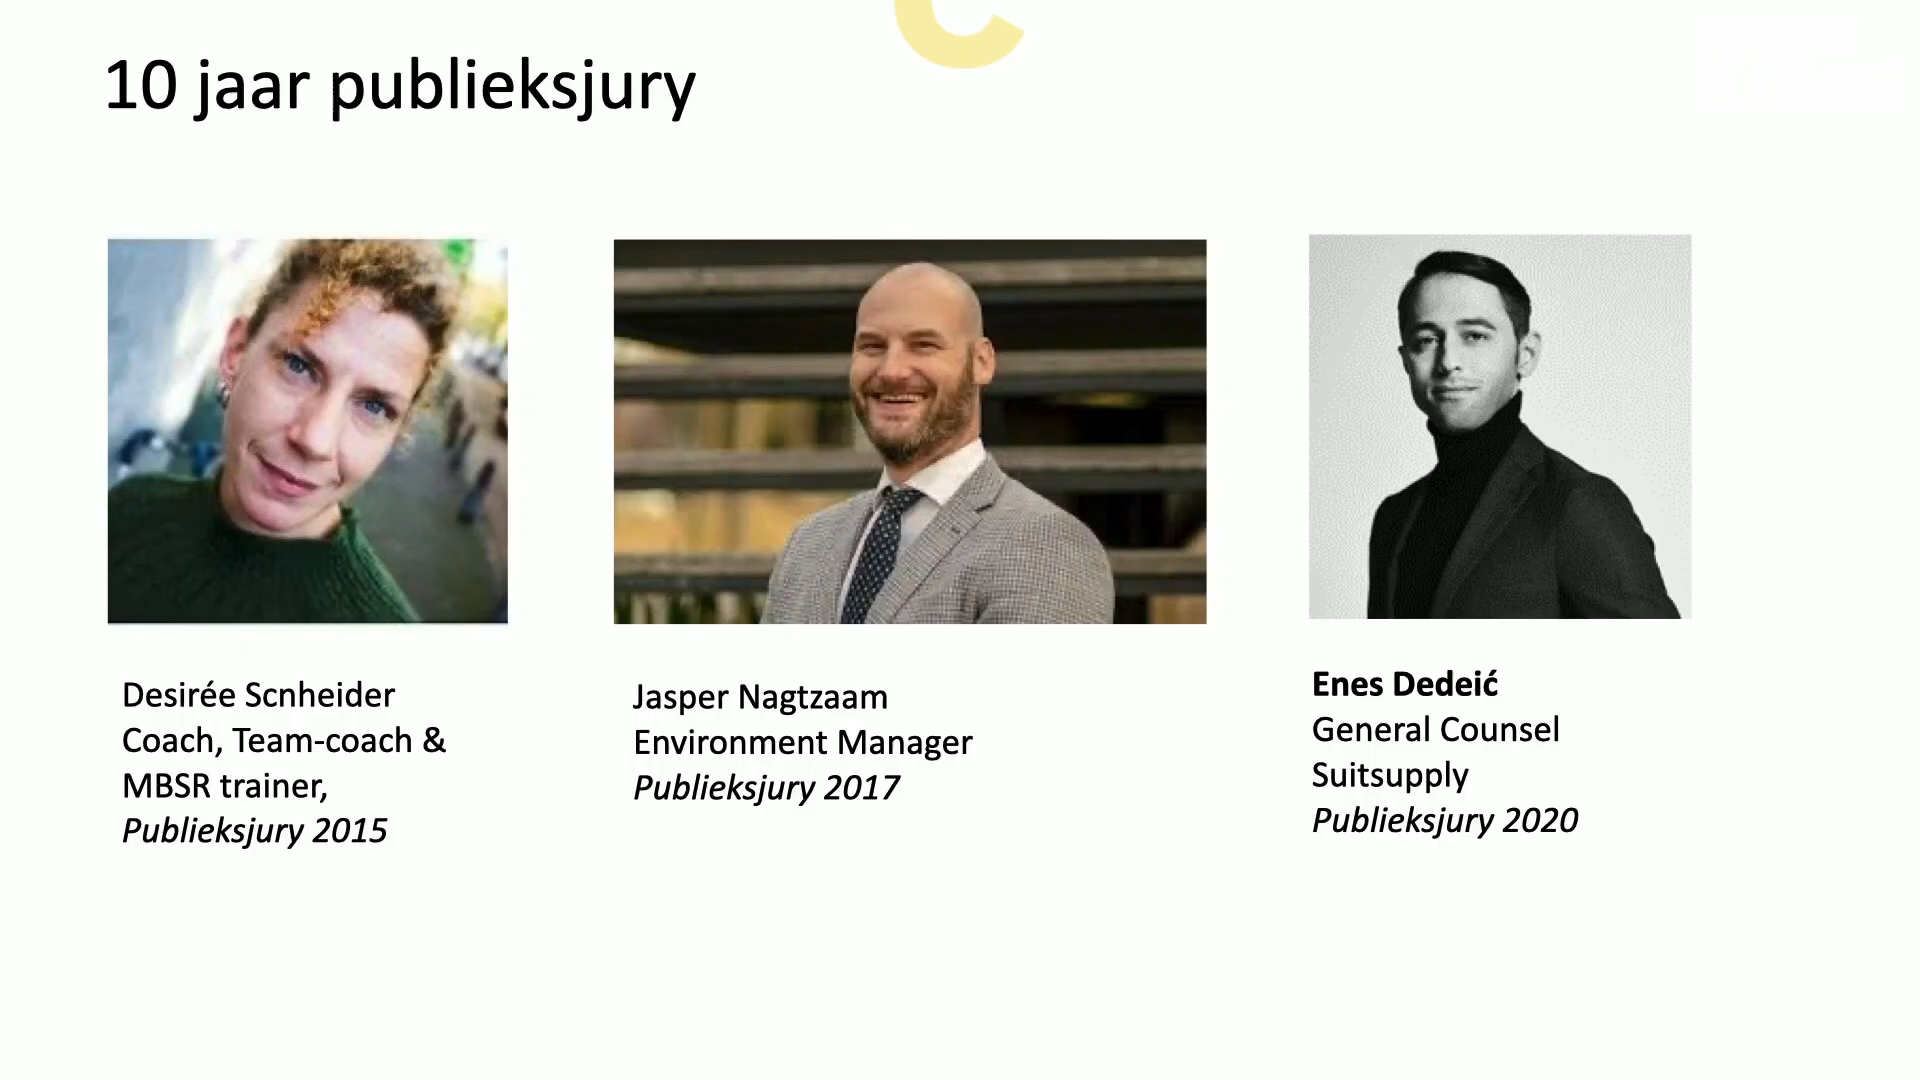 10 jaar publieksjury
Desirée Scnheider
Coach, Team-coach &
MBSR trainer,
Publieksjury 2015
Jasper Nagtzaam
Environment Manager
Publieksjury 2017
Enes Dedeić
General Counsel
Suitsupply
Publieksjury 2020